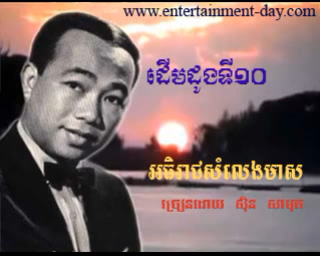 www.entertainment-day.com
ដើមដូងទី១០
អធិរាជសំលេងមាស
ច្រៀងដោយ ស៊ីន សាមុត